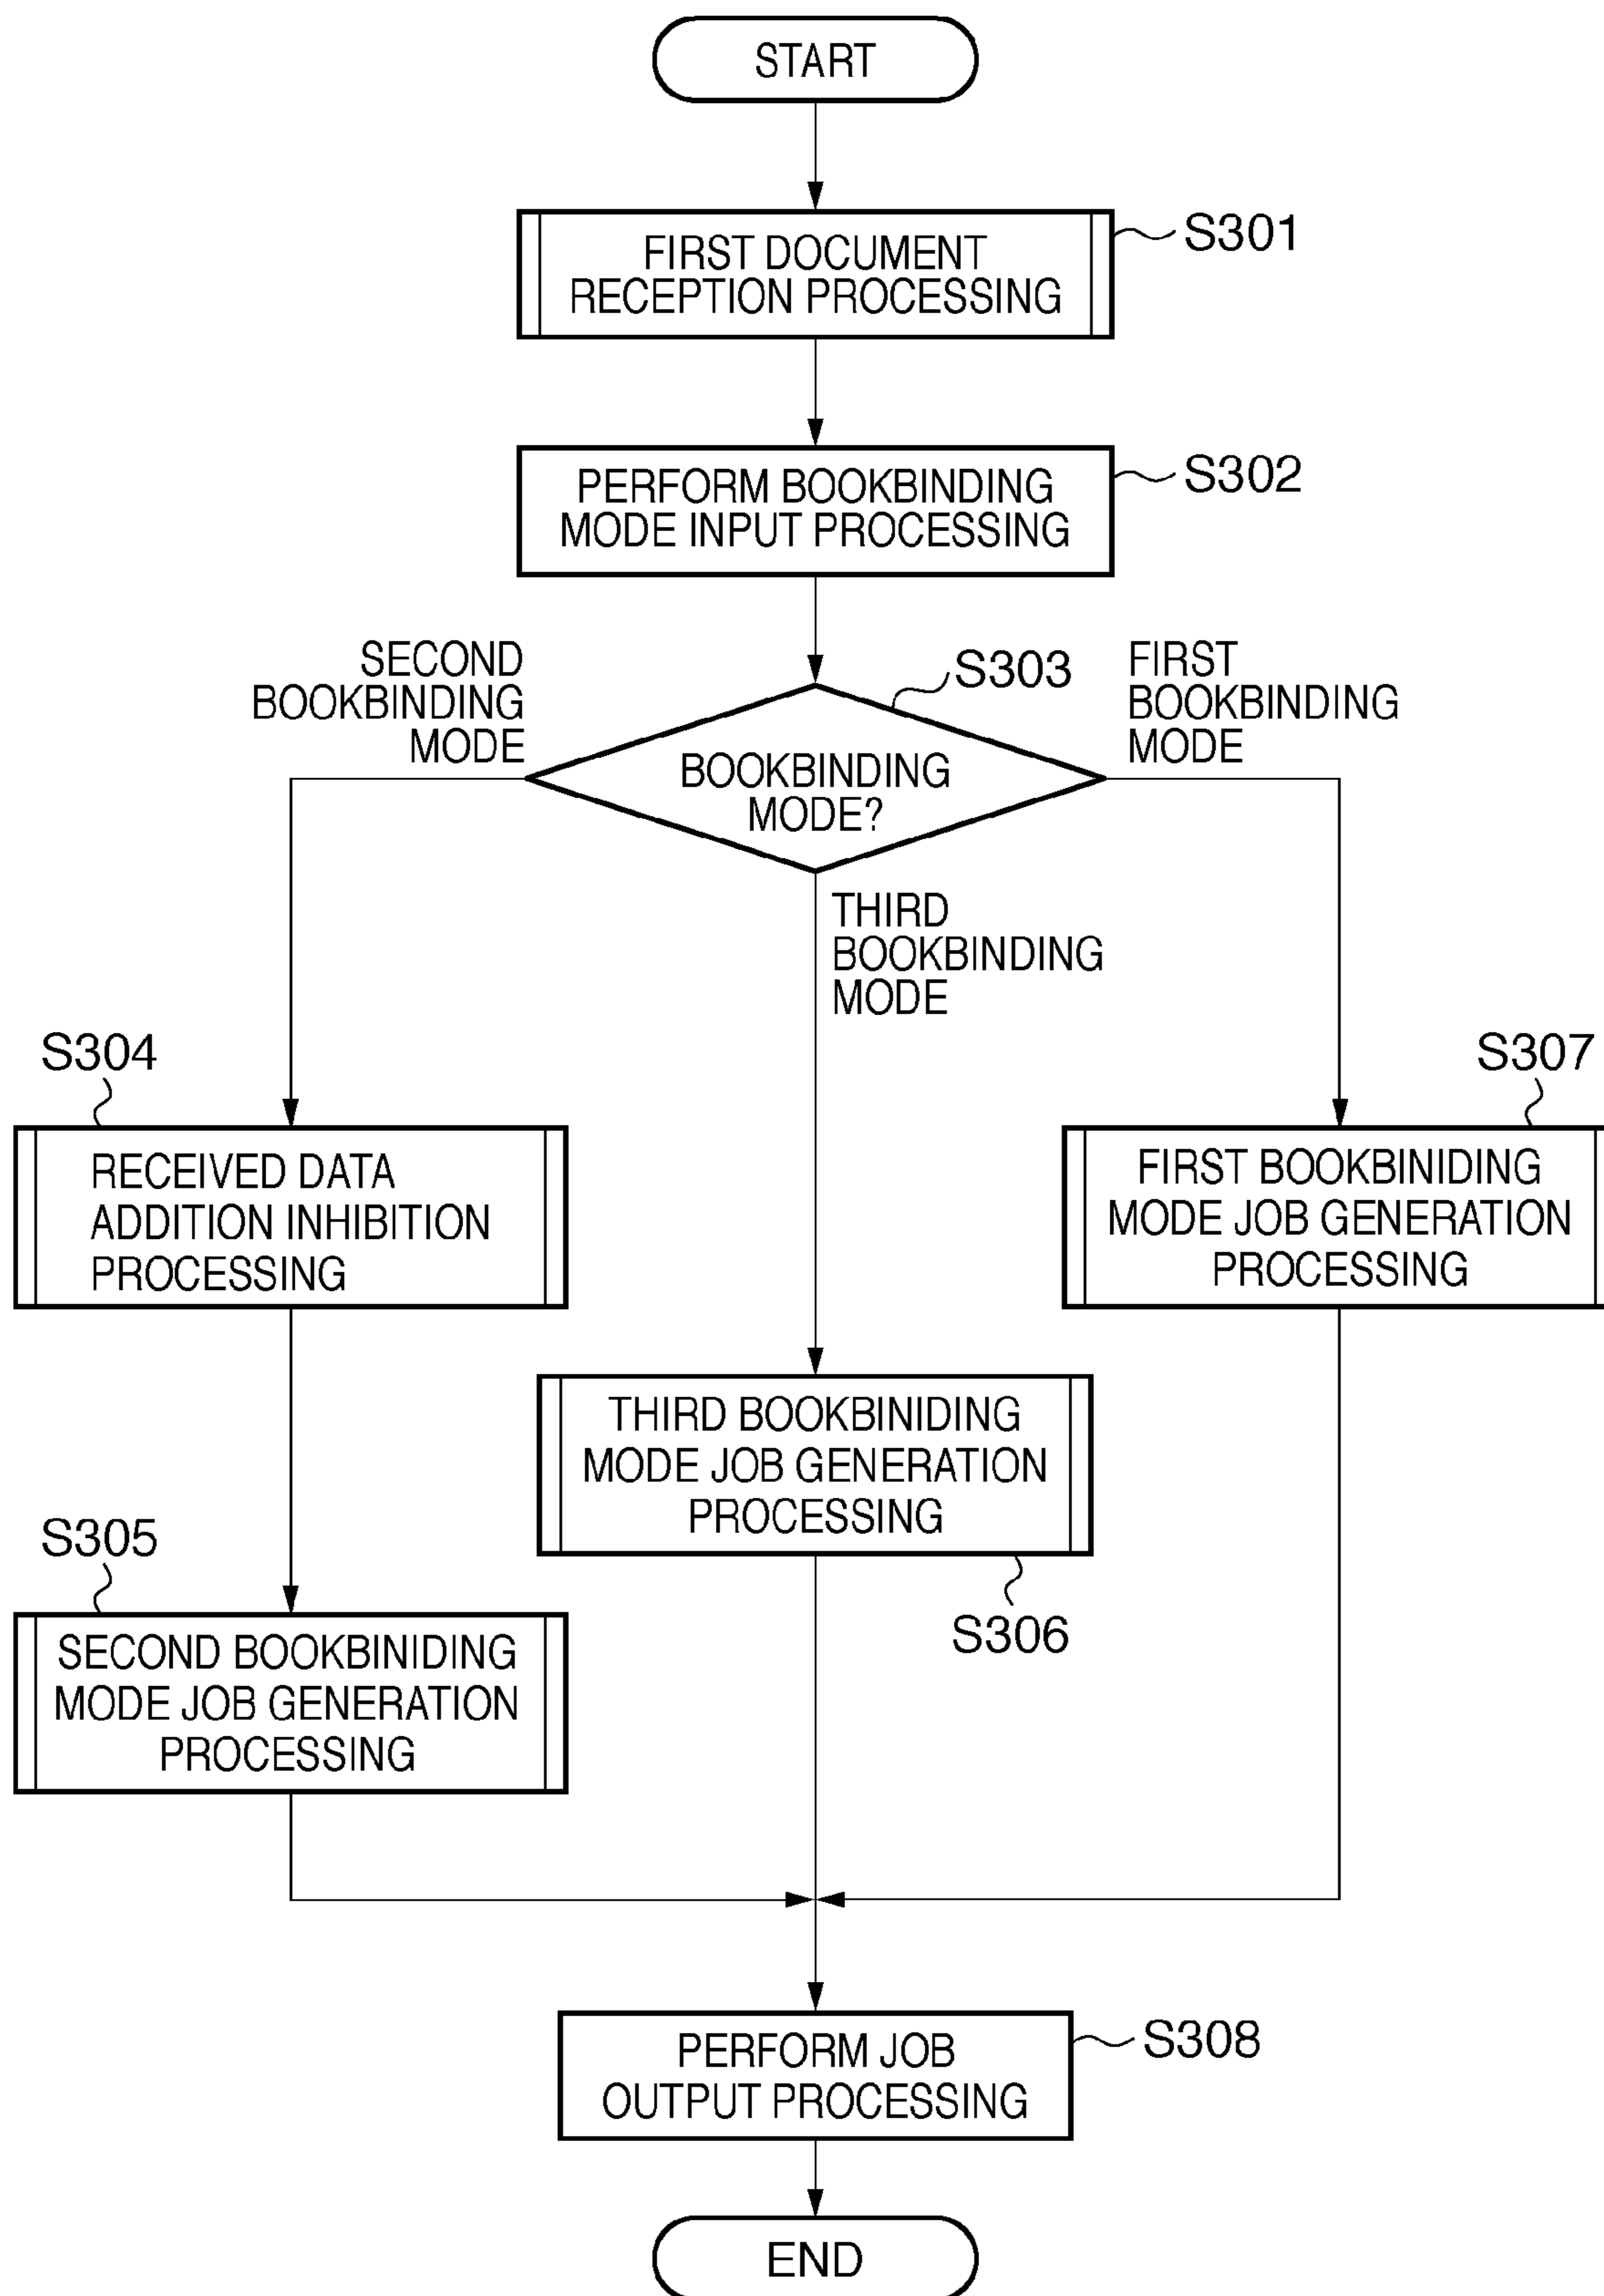 START
FIRST DOCUMENT
RECEPTION PROCESSING
S301
PERFORM BOOKBINDING
MODE INPUT PROCESSING
S302
SECOND
BOOKBINDING
MODE
S303
FIRST
BOOKBINDING
MODE
BOOKBINDING
MODE?
THIRD
BOOKBINDING
MODE
S304
RECEIVED DATA
ADDITION INHIBITION
PROCESSING
S307
FIRST BOOKBINIDING
MODE JOB GENERATION
PROCESSING
THIRD BOOKBINIDING
MODE JOB GENERATION
PROCESSING
S306
S305
SECOND BOOKBINIDING
MODE JOB GENERATION
PROCESSING
PERFORM JOB
OUTPUT PROCESSING
S308
END